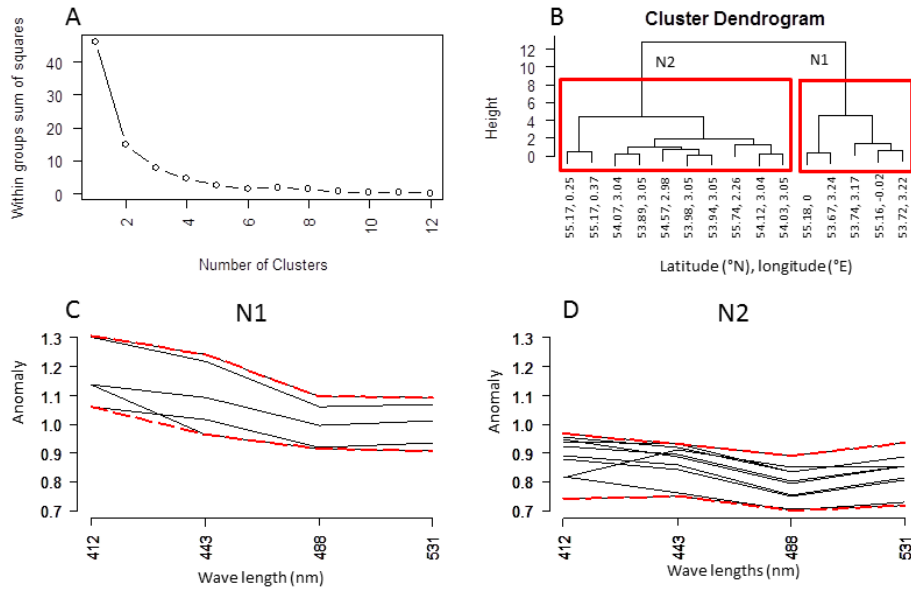 A
Within groups sum of squares
40
30
20
10
0
2 4 6 8 10 12
Number of Clusters
B
Cluster Dendrogram
N2
N1
Height
12
10
8
6
4
2
0
55.17, 0.25
55.17, 0.37
54.07, 3.04
53.89, 3.05
54.57, 2.98
53.98, 3.05
53.94, 3.05
55.74, 2.26
54.12, 3.04
54.03, 3.05
55.18, 0
53.67, 3.24
53.74, 3.17
55.16, -0.02
53.72, 3.22
Latitude (°N), longitude (°E)
C
N1
Anomaly
1.3
1.2
1.1
1.0
0.9
0.8
0.7
412 443 488 531
Wave length (nm)
D
N2
Anomaly
1.3
1.2
1.1
1.0
0.9
0.8
0.7
412 443 488 531
Wave lengths (nm)